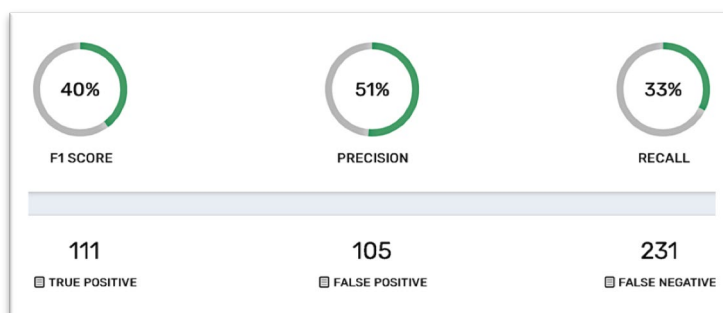 40%
51%
33%
F1 SCORE
PRECISION
RECALL
111
105
231
TRUE POSITIVE
FALSE POSITIVE
FALSE NEGATIVE